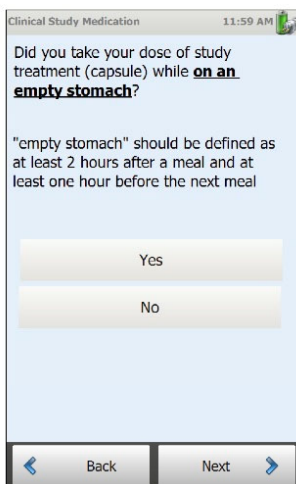 Clinical Study Medication 11:59 AM
Did you take your dose of study
treatment (capsule) while on an
empty stomach?
"empty stomach" should be defined as
at least 2 hours after a meal and at
least one hour before the next meal
Yes
No
Back Next